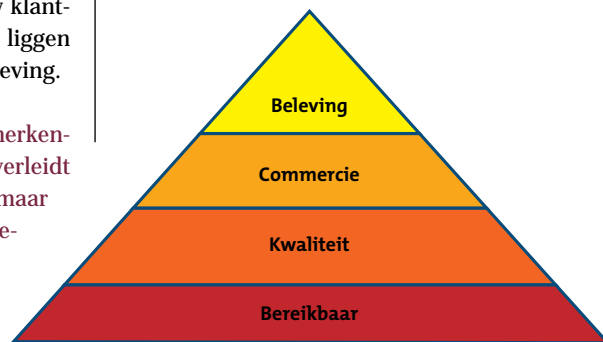 klant-
liggen
eving.
merken-
verleidt
maar
e-
Beleving
Commercie
Kwaliteit
Bereikbaar